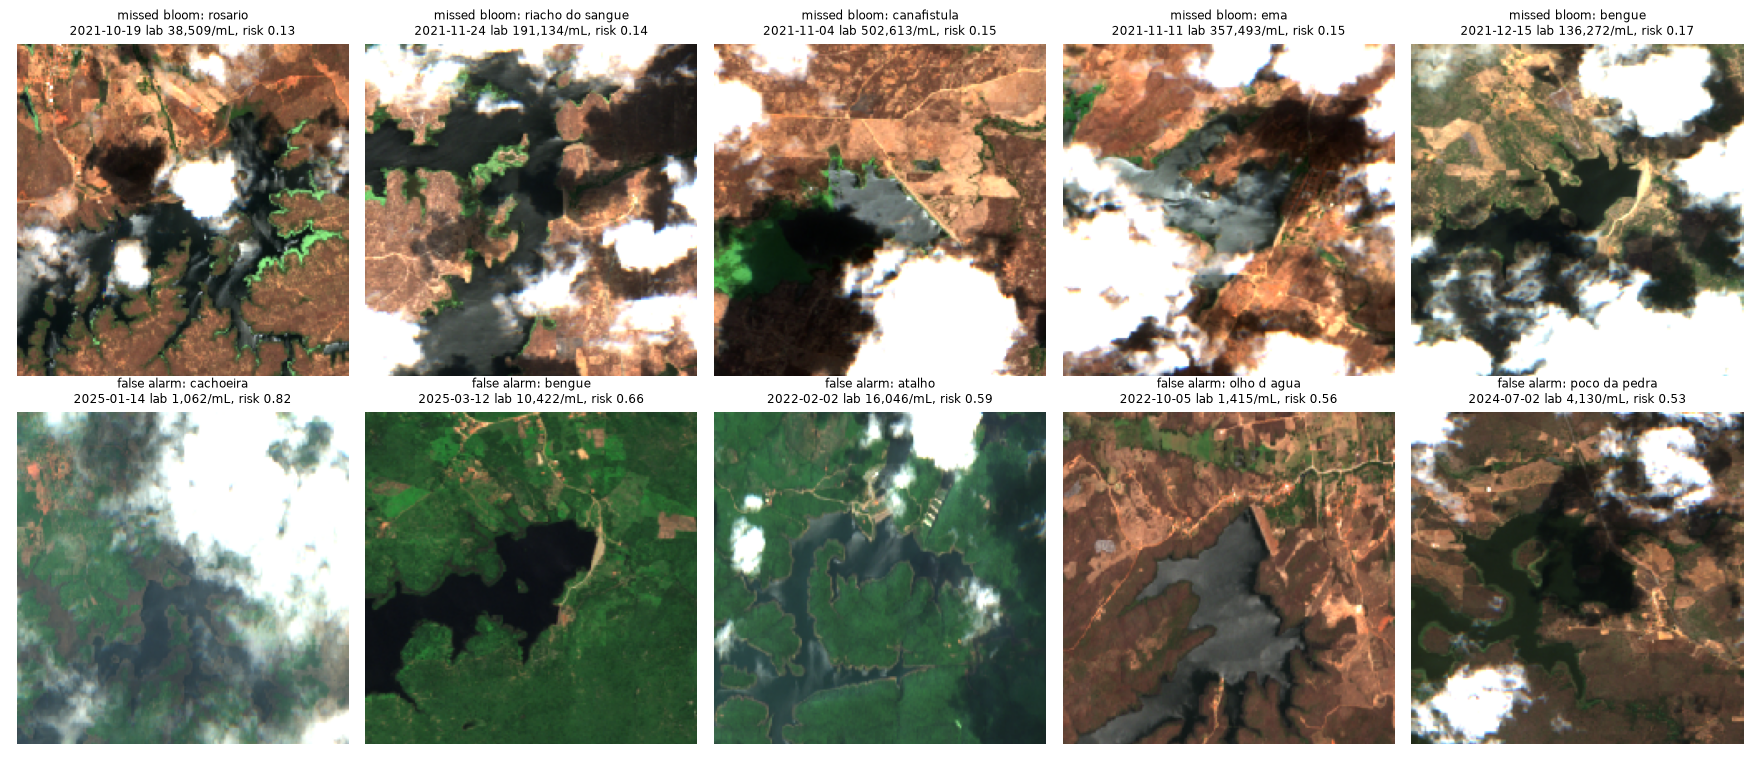 missed bloom: rosario
2021-10-19 lab 38,509/mL, risk 0.13
missed bloom: riacho do sangue
2021-11-24 lab 191,134/mL, risk 0.14
missed bloom: canafistula
2021-11-04 lab 502,613/mL, risk 0.15
missed bloom: ema
2021-11-11 lab 357,493/mL, risk 0.15
missed bloom: bengue
2021-12-15 lab 136,272/mL, risk 0.17
false alarm: cachoeira
2025-01-14 lab 1,062/mL, risk 0.82
false alarm: bengue
2025-03-12 lab 10,422/mL, risk 0.66
false alarm: atalho
2022-02-02 lab 16,046/mL, risk 0.59
false alarm: olho d agua
2022-10-05 lab 1,415/mL, risk 0.56
false alarm: poco da pedra
2024-07-02 lab 4,130/mL, risk 0.53